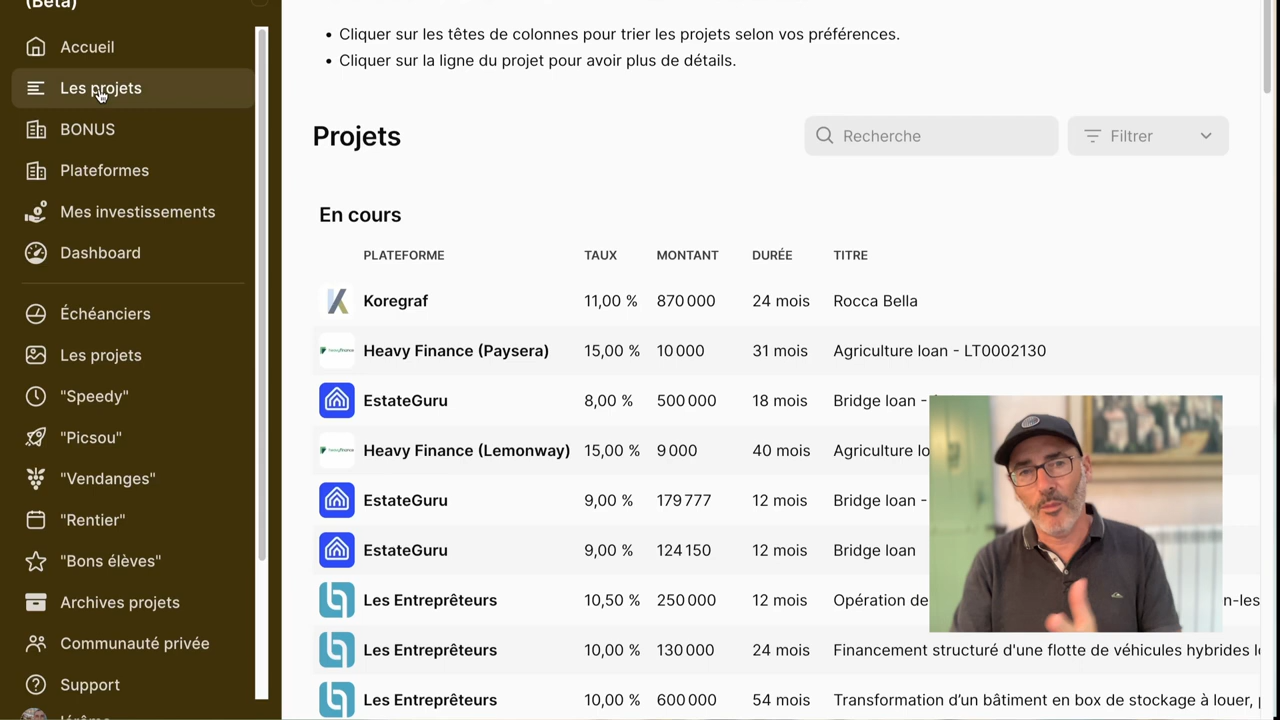 (Beta)
Accueil
Les projets
BONUS
Plateformes
Mes investissements
Dashboard
Échéanciers
Les projets
"Speedy"
"Picsou"
"Vendanges"
"Rentier"
"Bons élèves"
Archives projets
Communauté privée
Support
Jérôme
• Cliquer sur les têtes de colonnes pour trier les projets selon vos préférences.
• Cliquer sur la ligne du projet pour avoir plus de détails.
Projets
Recherche
Filtrer
En cours
PLATEFORME TAUX MONTANT DURÉE TITRE
Koregraf 11,00 % 870 000 24 mois Rocca Bella
Heavy Finance (Paysera) 15,00 % 10 000 31 mois Agriculture loan - LT0002130
EstateGuru 8,00 % 500 000 18 mois Bridge loan -
Heavy Finance (Lemonway) 15,00 % 9 000 40 mois Agriculture lo
EstateGuru 9,00 % 179 777 12 mois Bridge loan -
EstateGuru 9,00 % 124 150 12 mois Bridge loan
Les Entreprêteurs 10,50 % 250 000 12 mois Opération de n-les
Les Entreprêteurs 10,00 % 130 000 24 mois Financement structuré d'une flotte de véhicules hybrides
Les Entreprêteurs 10,00 % 600 000 54 mois Transformation d’un bâtiment en box de stockage à louer,